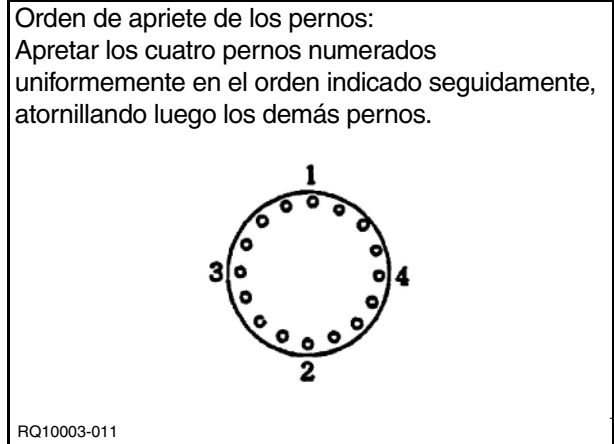 Orden de apriete de los pernos:
Apretar los cuatro pernos numerados
uniformemente en el orden indicado seguidamente,
atornillando luego los demás pernos.
1
3
4
2
RQ10003-011